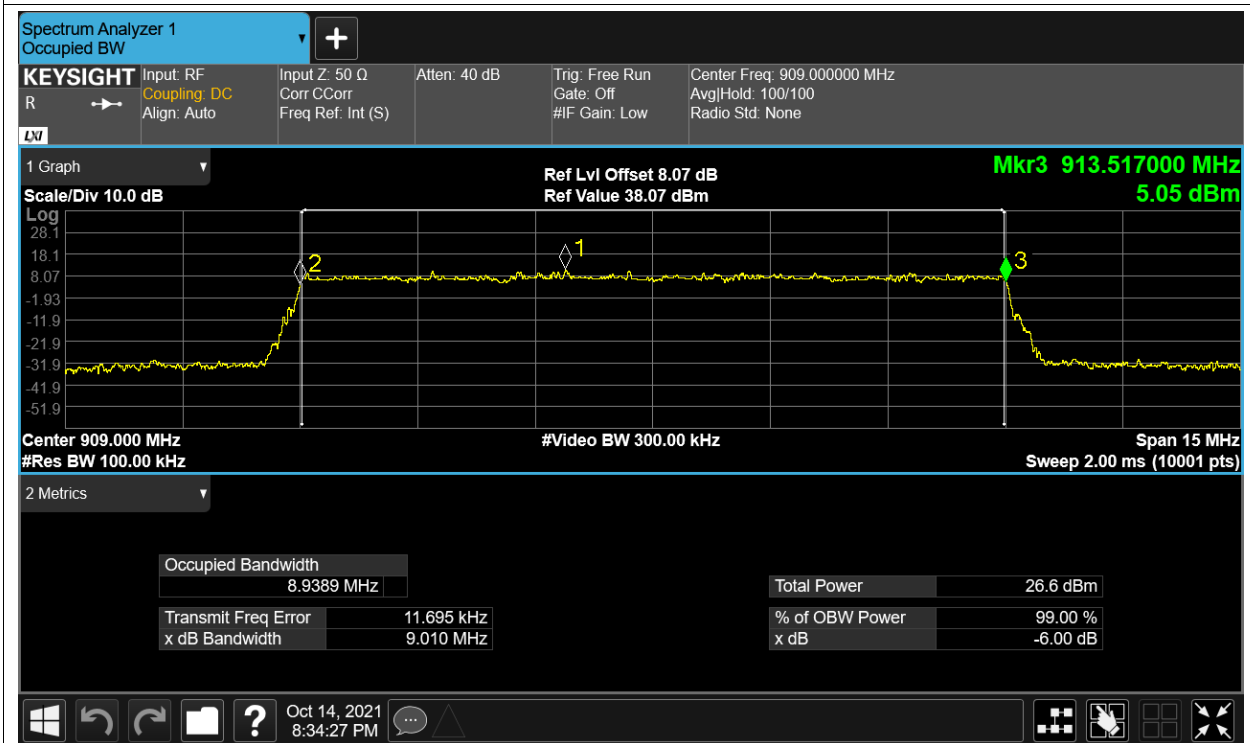 Spectrum Analyzer 1
Occupied BW
KEYSIGHT
R
LXI
Input: RF
Coupling: DC
Align: Auto
Input Z: 50 Ω
Corr CCorr
Freq Ref: Int (S)
Atten: 40 dB
Trig: Free Run
Gate: Off
#IF Gain: Low
Center Freq: 909.000000 MHz
Avg|Hold: 100/100
Radio Std: None
1 Graph
Scale/Div 10.0 dB
Ref Lvl Offset 8.07 dB
Ref Value 38.07 dBm
Mkr3 913.517000 MHz
5.05 dBm
Log
28.1
18.1
8.07
-1.93
-11.9
-21.9
-31.9
-41.9
-51.9
2
1
3
Center 909.000 MHz
#Res BW 100.00 kHz
#Video BW 300.00 kHz
Span 15 MHz
Sweep 2.00 ms (10001 pts)
2 Metrics
Occupied Bandwidth
8.9389 MHz
Transmit Freq Error 11.695 kHz
x dB Bandwidth 9.010 MHz
Total Power 26.6 dBm
% of OBW Power 99.00 %
x dB -6.00 dB
?
Oct 14, 2021
8:34:27 PM